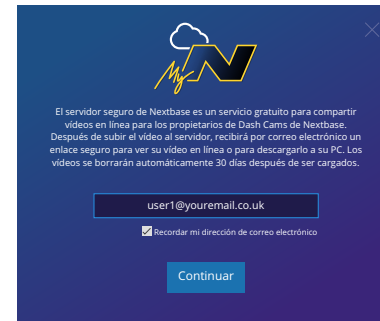 My N
El servidor seguro de Nextbase es un servicio gratuito para compartir
vídeos en línea para los propietarios de Dash Cams de Nextbase.
Después de subir el vídeo al servidor, recibirá por correo electrónico un
enlace seguro para ver su vídeo en línea o para descargarlo a su PC. Los
vídeos se borrarán automáticamente 30 días después de ser cargados.
user1@youremail.co.uk
Recordar mi dirección de correo electrónico
Continuar